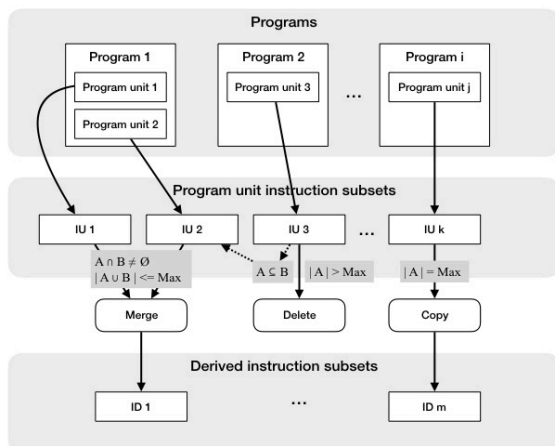 Programs
Program 1
Program 2
Program i
Program unit 1
Program unit 3
...
Program unit j
Program unit 2
Program unit instruction subsets
IU 1
IU 2
IU 3
...
IU k
A ∩ B ≠ Ø
| A ∪ B | <= Max
A ⊆ B
| A | > Max
| A | = Max
Merge
Delete
Copy
Derived instruction subsets
ID 1
...
ID m